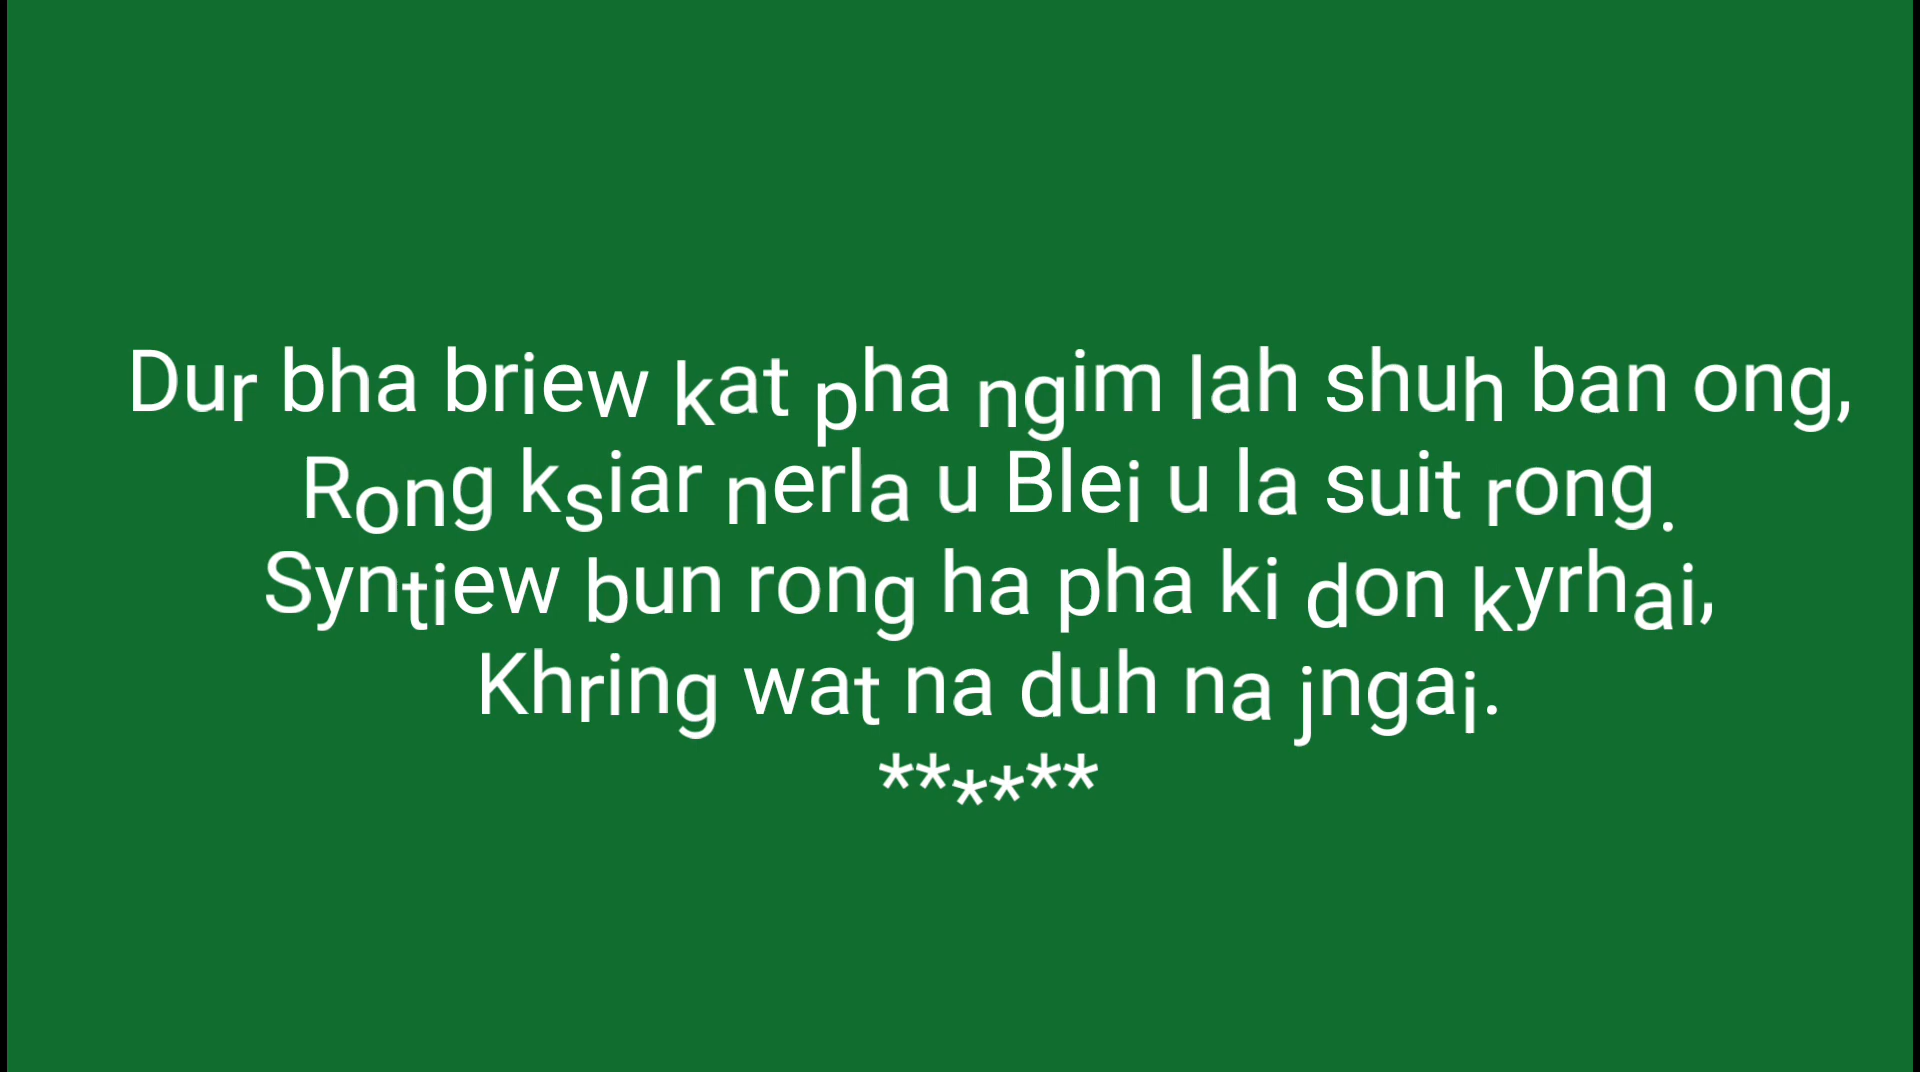 Dur bha briew kat pha ngim lah shuh ban ong,
Rong ksiar nerla u Blei u la suit rong.
Syntiew bun rong ha pha ki don kyrhai,
Khring wat na duh na jngai.
******